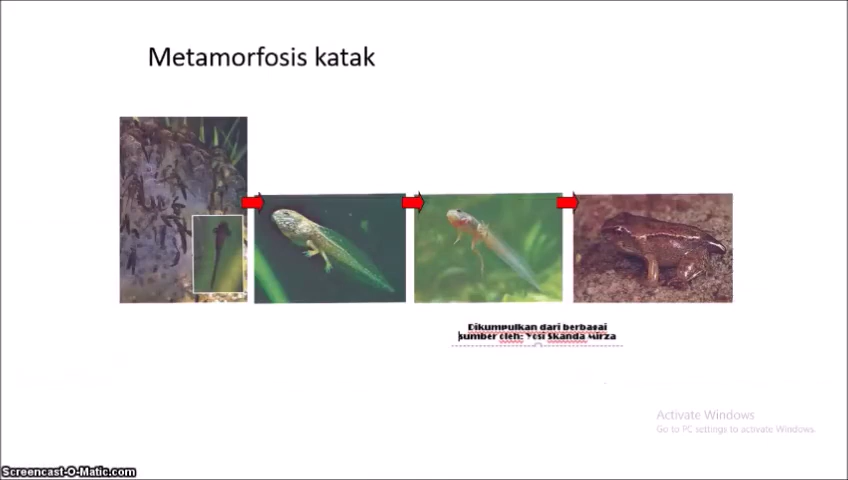 Metamorfosis katak
Dikumpulkan dari berbagai
sumber oleh: Yosi Skanda Mirza
Activate Windows
Go to PC settings to activate Windows.
Screencast-O-Matic.com